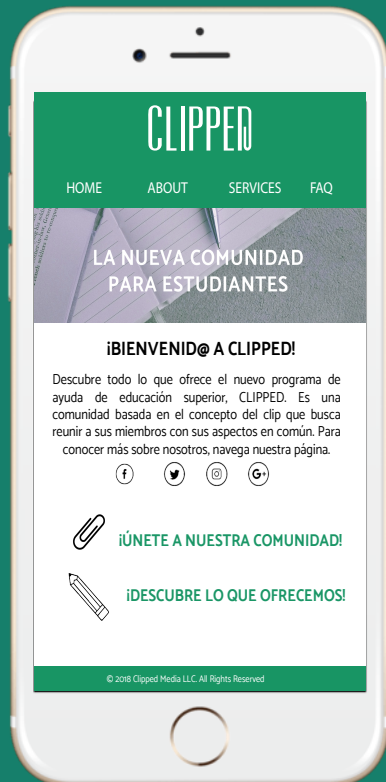 CLIPPED
HOME ABOUT SERVICES FAQ
LA NUEVA COMUNIDAD
PARA ESTUDIANTES
¡BIENVENID@ A CLIPPED!
Descubre todo lo que ofrece el nuevo programa de
ayuda de educación superior, CLIPPED. Es una
comunidad basada en el concepto del clip que busca
reunir a sus miembros con sus aspectos en común. Para
conocer más sobre nosotros, navega nuestra página.
f G+
¡ÚNETE A NUESTRA COMUNIDAD!
¡DESCUBRE LO QUE OFRECEMOS!
© 2018 Clipped Media LLC. All Rights Reserved